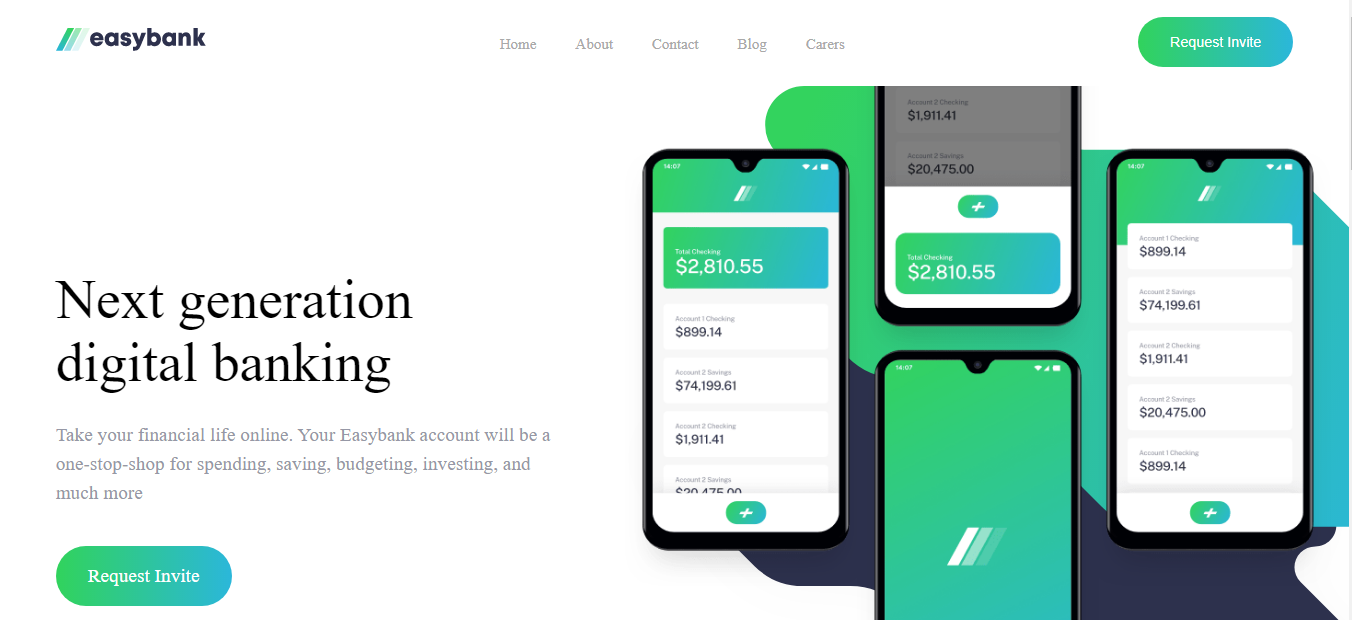 easybank
Home
About
Contact
Blog
Carers
Request Invite
Next generation
digital banking
Take your financial life online. Your Easybank account will be a
one-stop-shop for spending, saving, budgeting, investing, and
much more
Request Invite
14:07
Total Checking
$2,810.55
Account 1 Checking
$899.14
Account 2 Savings
$74,199.61
Account 2 Checking
$1,911.41
Account 2 Savings
$20,475.00
Account 2 Checking
$1,911.41
Account 2 Savings
$20,475.00
Total Checking
$2,810.55
14:07
14:07
Account 1 Checking
$899.14
Account 2 Savings
$74,199.61
Account 2 Checking
$1,911.41
Account 2 Savings
$20,475.00
Account 1 Checking
$899.14